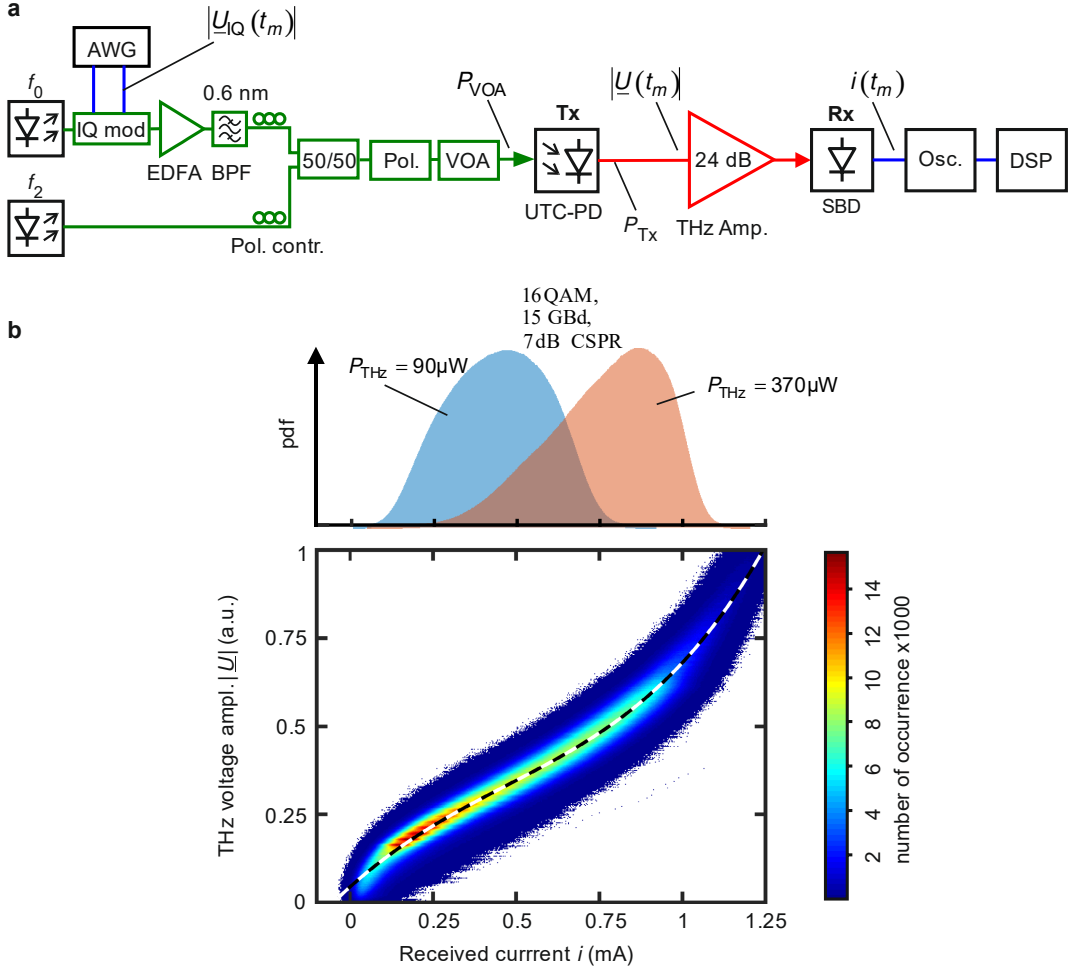 a
AWG
|U_IQ(t_m)|
f_0
0.6 nm
IQ mod
EDFA BPF
P_VOA
Tx
|U(t_m)|
Rx
i(t_m)
50/50
Pol.
VOA
24 dB
Osc.
DSP
f_2
UTC-PD
P_Tx
THz Amp.
SBD
Pol. contr.
b
16QAM,
15 GBd,
7dB CSPR
P_THz = 90µW
P_THz = 370µW
pdf
1
0.75
0.5
0.25
0
THz voltage ampl. |U| (a.u.)
0 0.25 0.5 0.75 1 1.25
Received currrent i (mA)
14
12
10
8
6
4
2
number of occurrence x1000